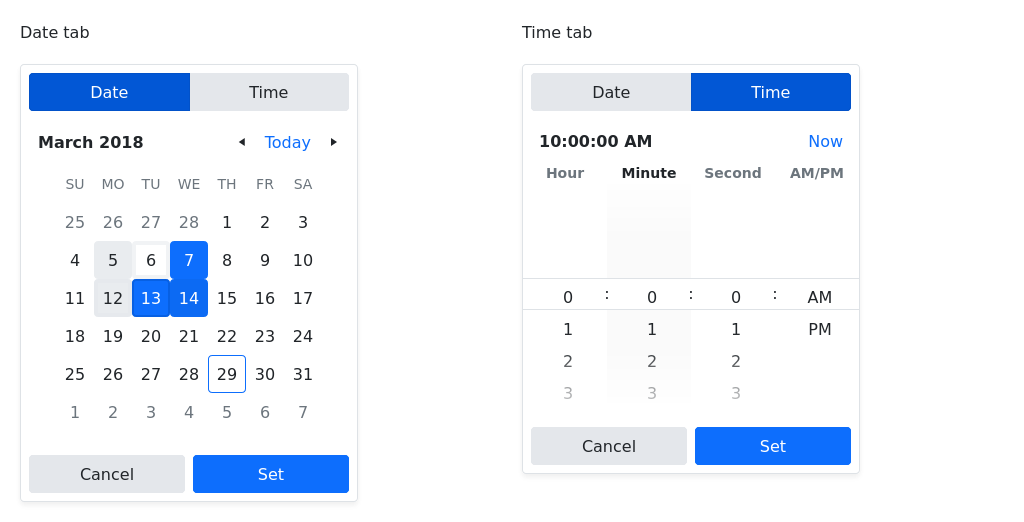 Date tab
Date Time
March 2018 ◂ Today ▸
SU MO TU WE TH FR SA
25 26 27 28 1 2 3
4 5 6 7 8 9 10
11 12 13 14 15 16 17
18 19 20 21 22 23 24
25 26 27 28 29 30 31
1 2 3 4 5 6 7
Cancel Set
Time tab
Date Time
10:00:00 AM Now
Hour Minute Second AM/PM
0 : 0 : 0 : AM
1 1 1 PM
2 2 2
3 3 3
Cancel Set